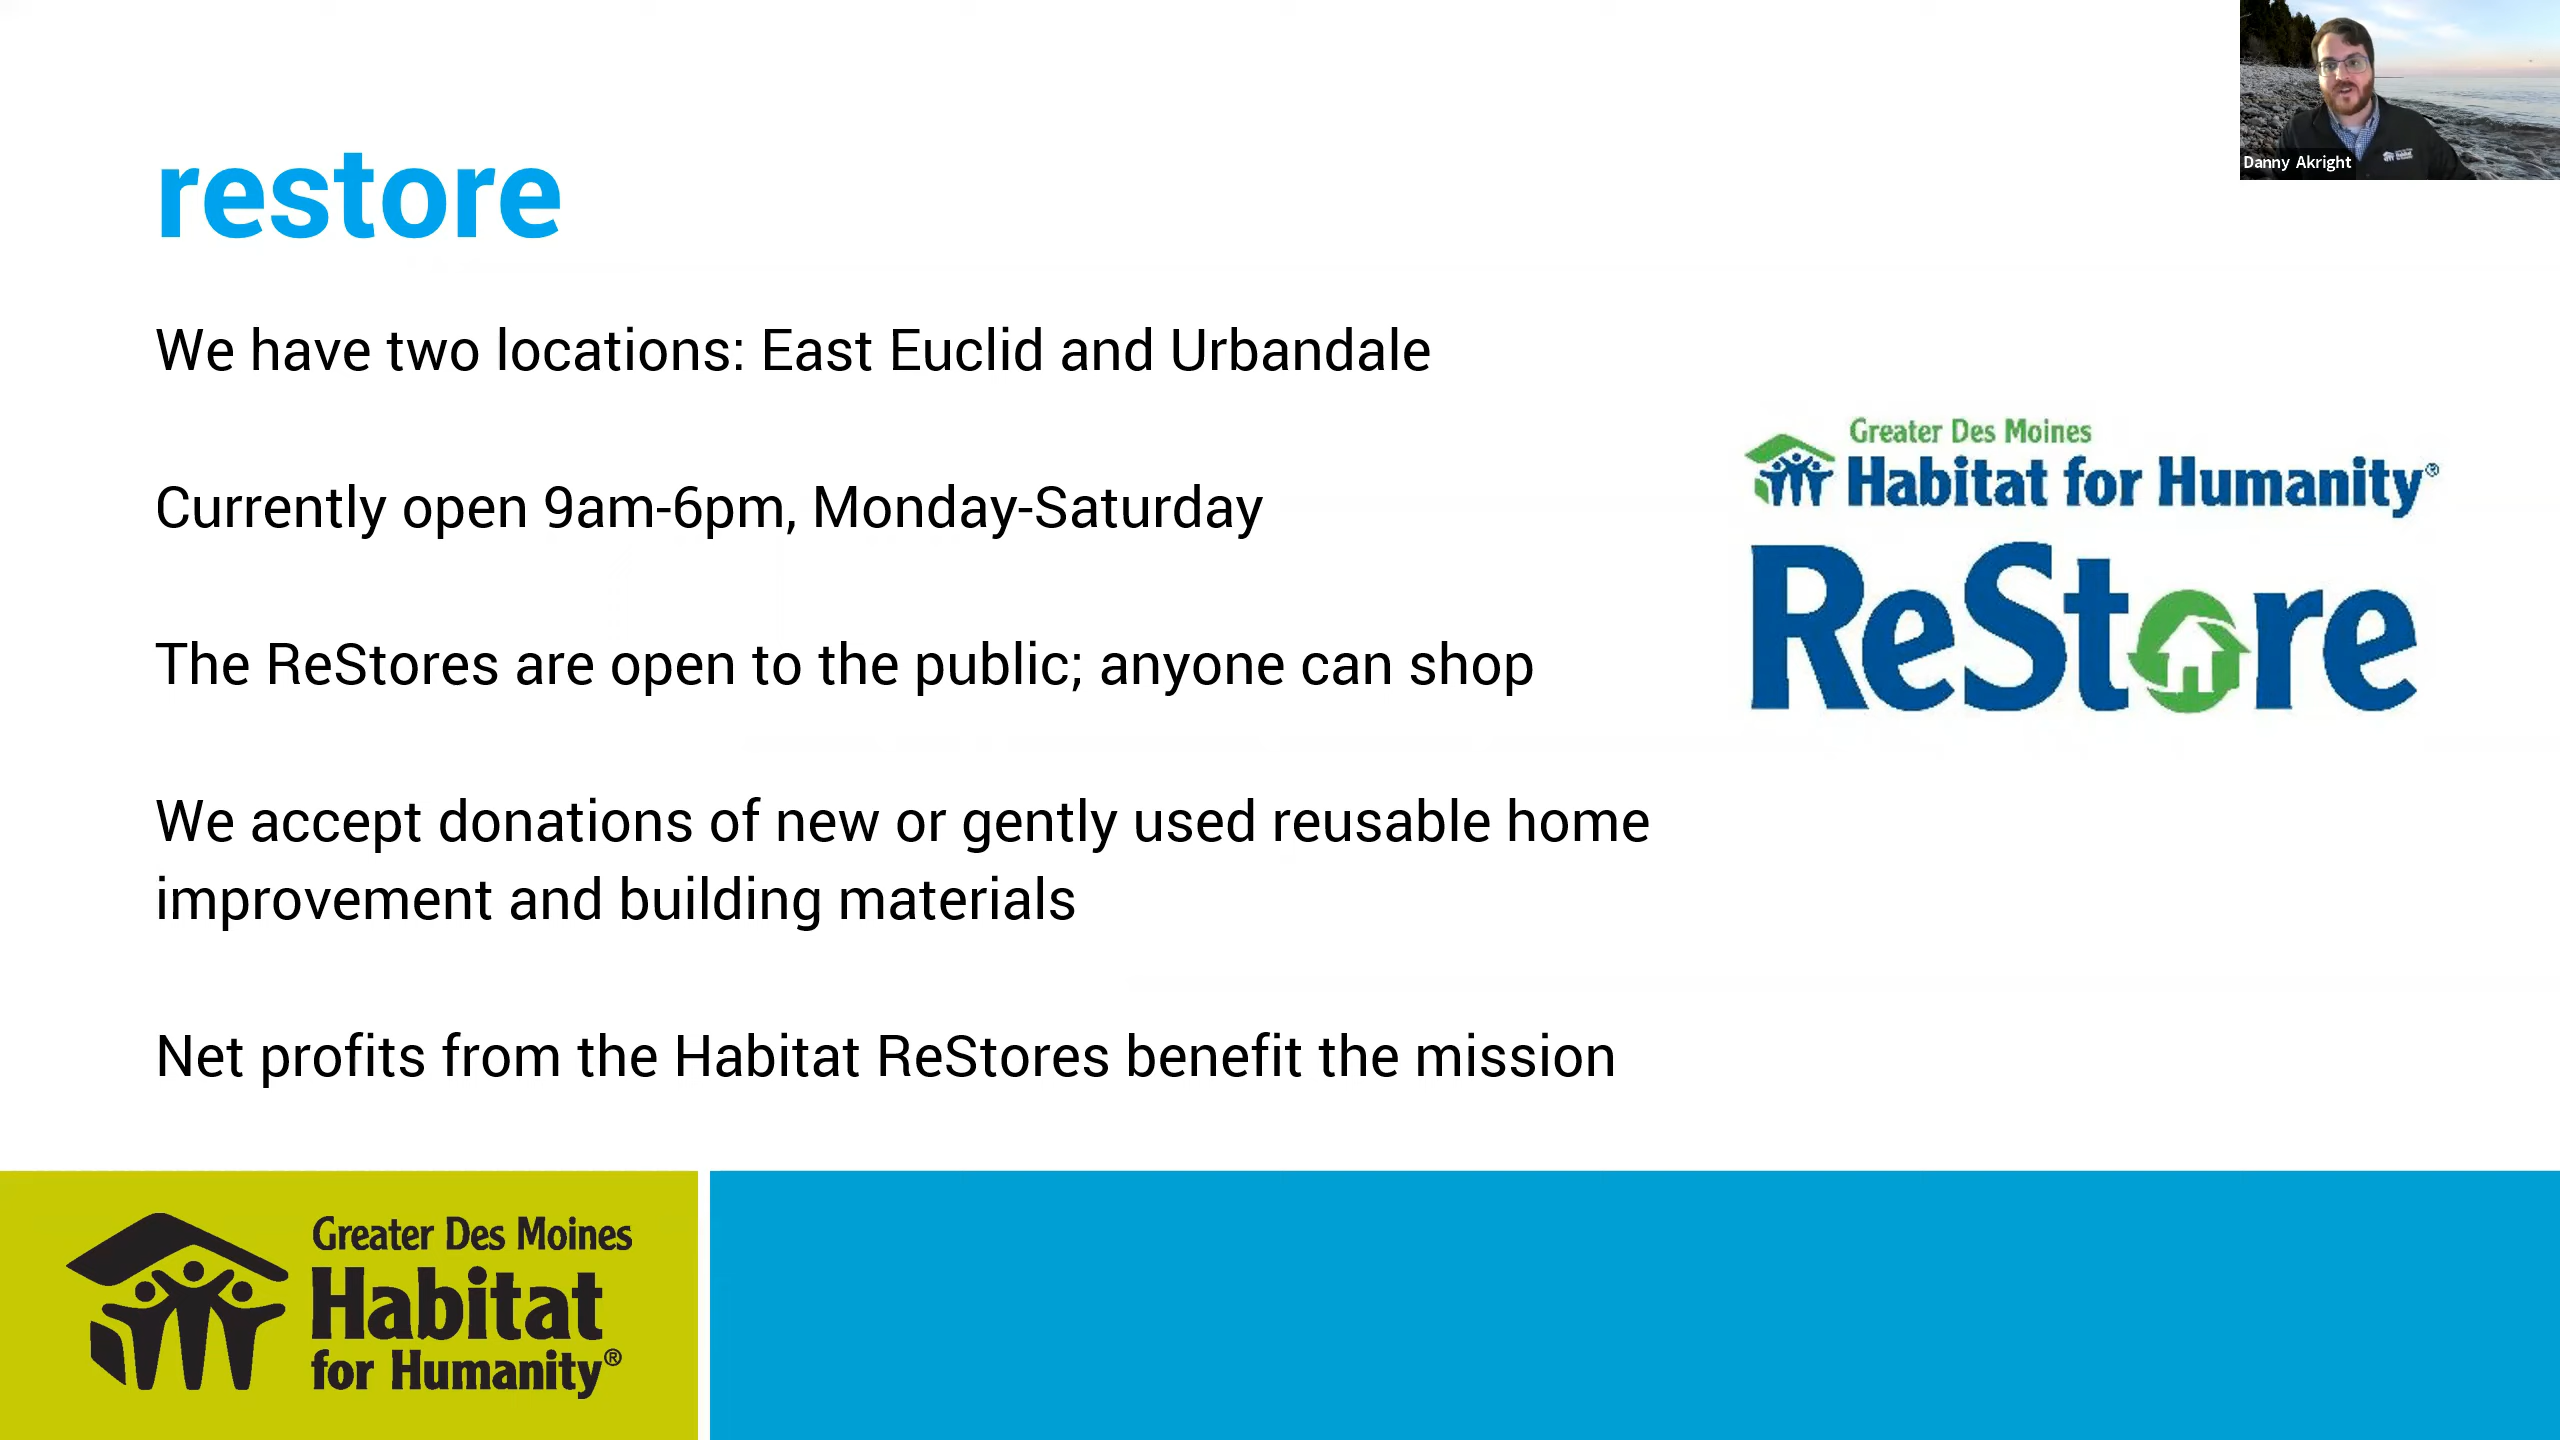 restore
Danny Akright
We have two locations: East Euclid and Urbandale
Currently open 9am-6pm, Monday-Saturday
The ReStores are open to the public; anyone can shop
We accept donations of new or gently used reusable home
improvement and building materials
Net profits from the Habitat ReStores benefit the mission
Greater Des Moines
Habitat for Humanity®
ReStore
Greater Des Moines
Habitat
for Humanity®